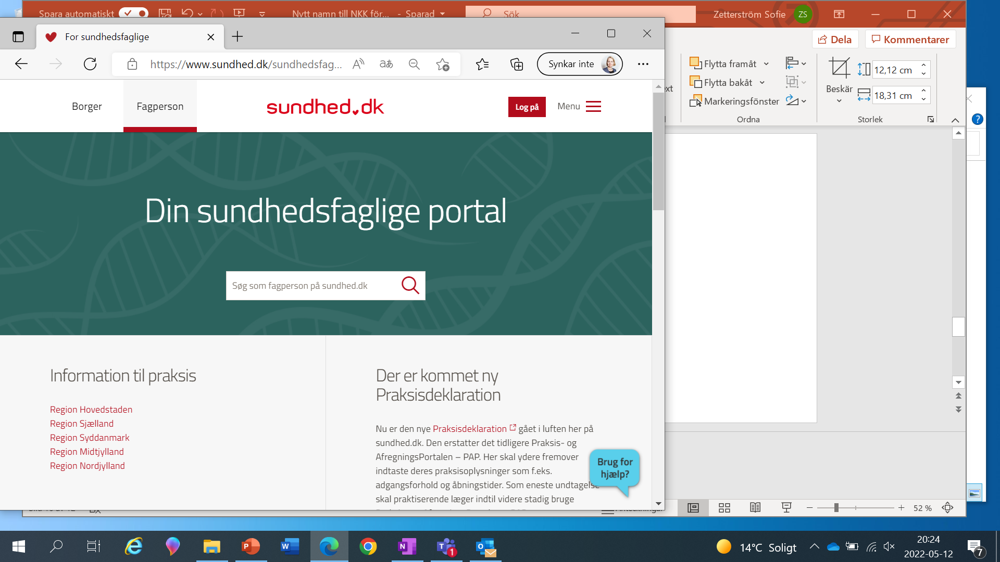 Spara automatiskt
Nytt namn till NKK för... - Sparad
Sök
Zetterström Sofie
ZS
For sundhedsfaglige
Dela
Kommentarer
https://www.sundhed.dk/sundhedsfag...
Synkar inte
Flytta framåt
Flytta bakåt
Markeringsfönster
Ordna
Beskär
12,12 cm
18,31 cm
Storlek
Borger
Fagperson
sundhed.dk
Log på
Menu
Din sundhedsfaglige portal
Søg som fagperson på sundhed.dk
Information til praksis
Region Hovedstaden
Region Sjælland
Region Syddanmark
Region Midtjylland
Region Nordjylland
Der er kommet ny
Praksisdeklaration
Nu er den nye Praksisdeklaration gået i luften her på
sundhed.dk. Den erstatter det tidligere Praksis- og
AfregningsPortalen – PAP. Her skal ydere fremover
indtaste deres praksisoplysninger som f.eks.
adgangsforhold og åbningstider. Som eneste undtagelse
skal praktiserende læger indtil videre stadig bruge
Brug for
hjælp?
52 %
14°C Soligt
20:24
2022-05-12
7
1